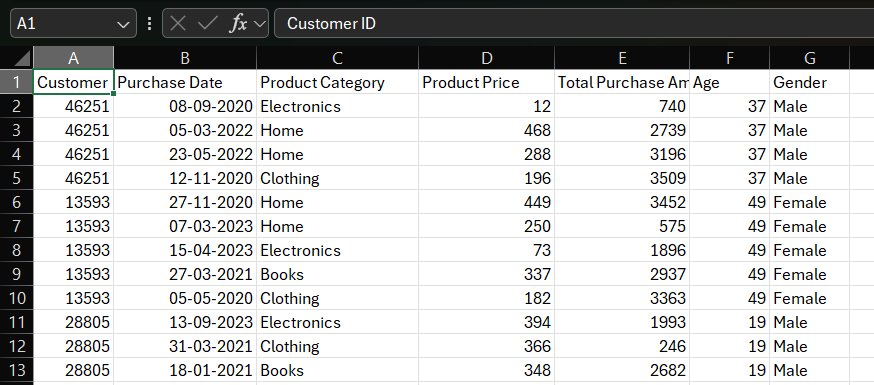 A1 fx Customer ID
A B C D E F G
1 Customer Purchase Date Product Category Product Price Total Purchase Am Age Gender
2 46251 08-09-2020 Electronics 12 740 37 Male
3 46251 05-03-2022 Home 468 2739 37 Male
4 46251 23-05-2022 Home 288 3196 37 Male
5 46251 12-11-2020 Clothing 196 3509 37 Male
6 13593 27-11-2020 Home 449 3452 49 Female
7 13593 07-03-2023 Home 250 575 49 Female
8 13593 15-04-2023 Electronics 73 1896 49 Female
9 13593 27-03-2021 Books 337 2937 49 Female
10 13593 05-05-2020 Clothing 182 3363 49 Female
11 28805 13-09-2023 Electronics 394 1993 19 Male
12 28805 31-03-2021 Clothing 366 246 19 Male
13 28805 18-01-2021 Books 348 2682 19 Male